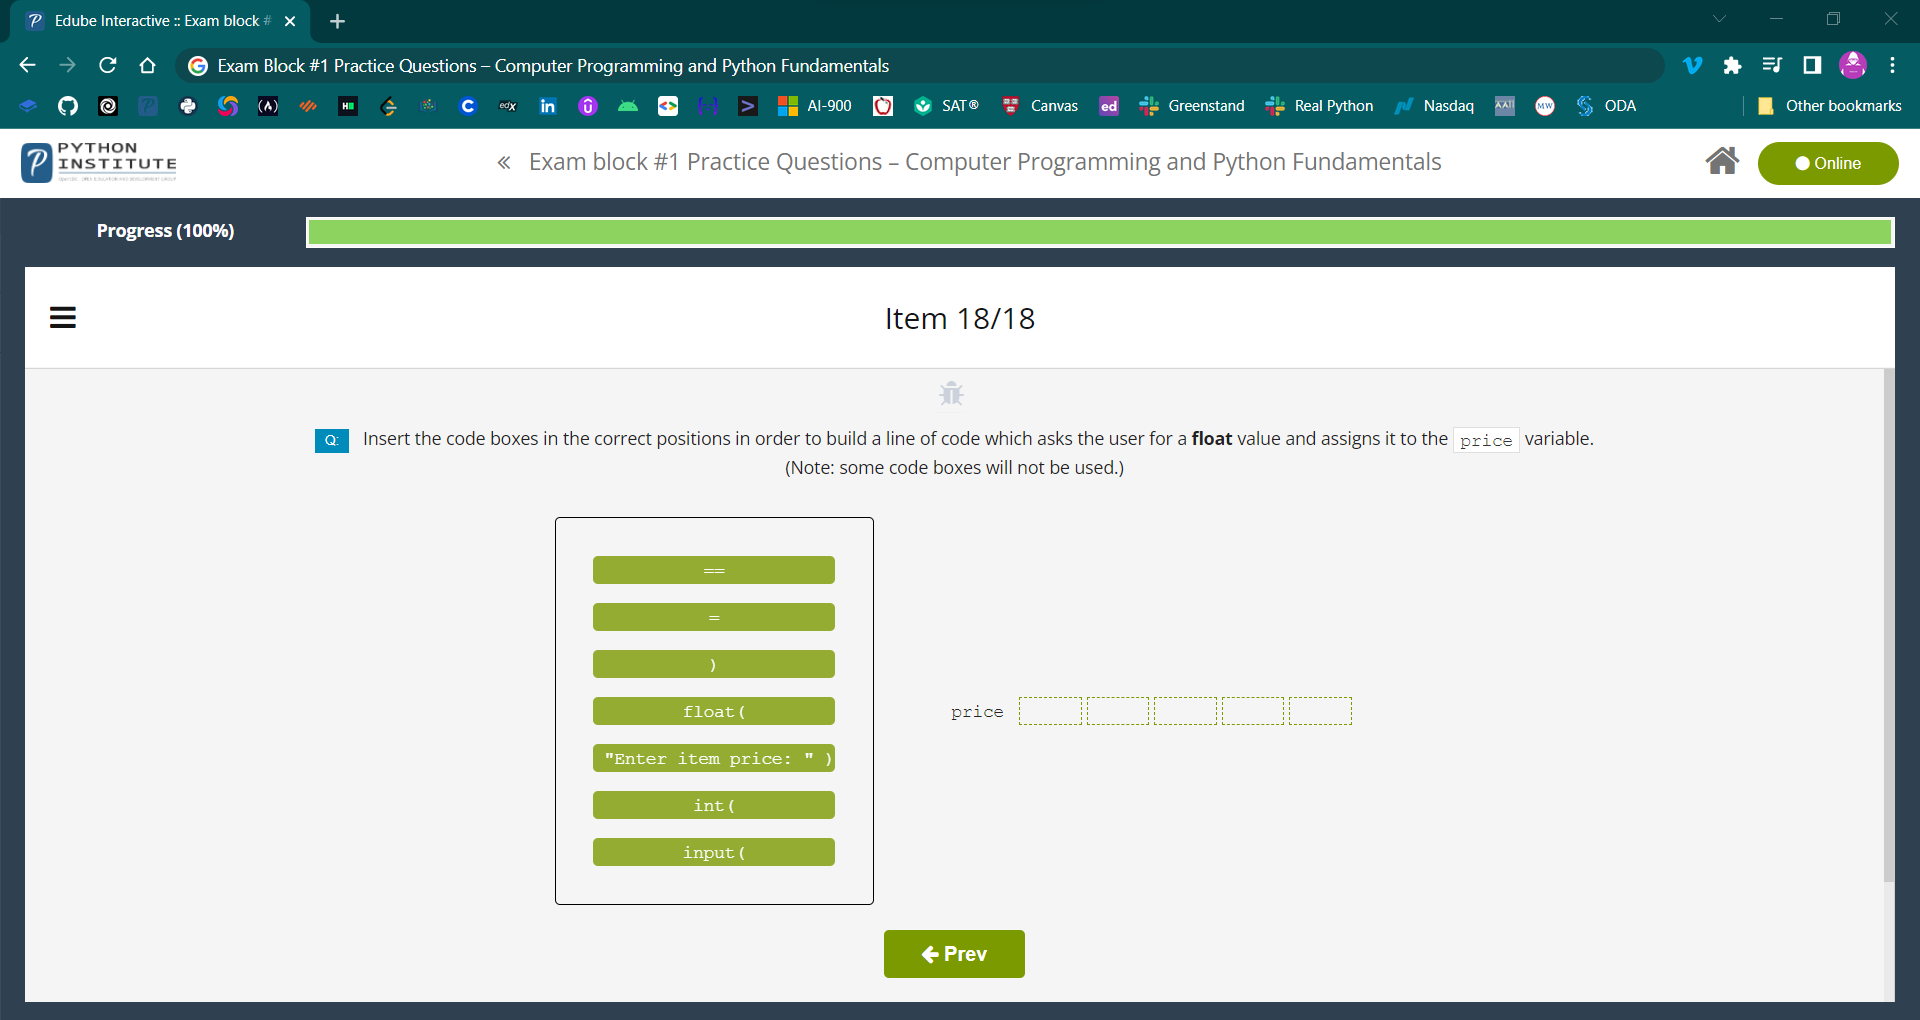 Edube Interactive :: Exam block #
Exam Block #1 Practice Questions – Computer Programming and Python Fundamentals
AI-900
SAT®
Canvas
ed
Greenstand
Real Python
Nasdaq
MW
ODA
Other bookmarks
PYTHON
INSTITUTE
« Exam block #1 Practice Questions – Computer Programming and Python Fundamentals
Online
Progress (100%)
Item 18/18
Q: Insert the code boxes in the correct positions in order to build a line of code which asks the user for a float value and assigns it to the price variable.
(Note: some code boxes will not be used.)
==
=
)
float(
"Enter item price: " )
int(
input(
price
Prev